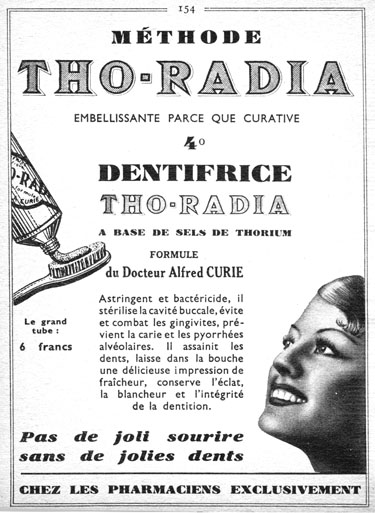 154
MÉTHODE
THO-RADIA
EMBELLISSANTE PARCE QUE CURATIVE
4º
DENTIFRICE
THO-RADIA
A BASE DE SELS DE THORIUM
FORMULE
du Docteur Alfred CURIE
Astringent et bactéricide, il
stérilise la cavité buccale, évite
et combat les gingivites, pré-
vient la carie et les pyorrhées
alvéolaires. Il assainit les
dents, laisse dans la bouche
une délicieuse impression de
fraîcheur, conserve l'éclat,
la blancheur et l'intégrité
de la dentition.
Le grand
tube :
6 francs
Pas de joli sourire
sans de jolies dents
CHEZ LES PHARMACIENS EXCLUSIVEMENT